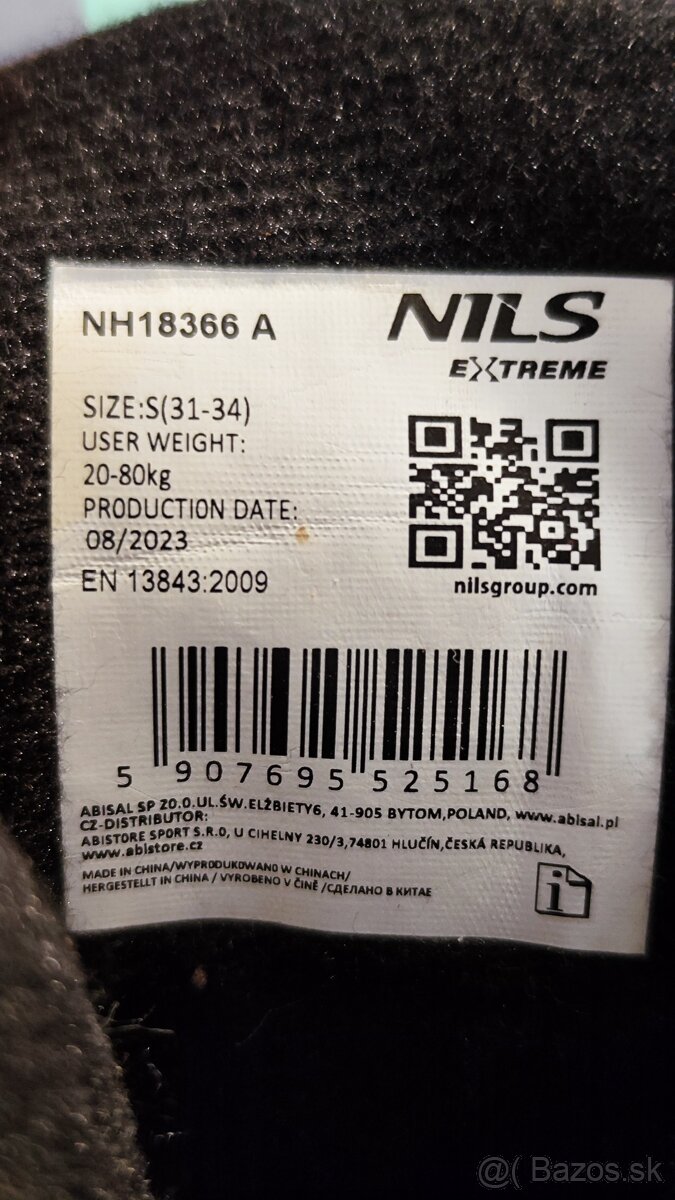 NH18366 A
NILS
EXTREME
SIZE:S(31-34)
USER WEIGHT:
20-80kg
PRODUCTION DATE:
08/2023
EN 13843:2009
nilsgroup.com
5 907695 525168
ABISAL SP ZO.O.UL.ŚW.ELŻBIETY6, 41-905 BYTOM,POLAND, www.abisal.pl
CZ-DISTRIBUTOR:
ABISTORE SPORT S.R.O, U CIHELNY 230/3,74801 HLUČÍN,ČESKÁ REPUBLIKA,
www.abistore.cz
MADE IN CHINA/WYPRODUKOWANO W CHINACH/
HERGESTELLT IN CHINA / VYROBENO V ČÍNĚ /СДЕЛАНО В КИТАЕ
i
@( Bazos.sk